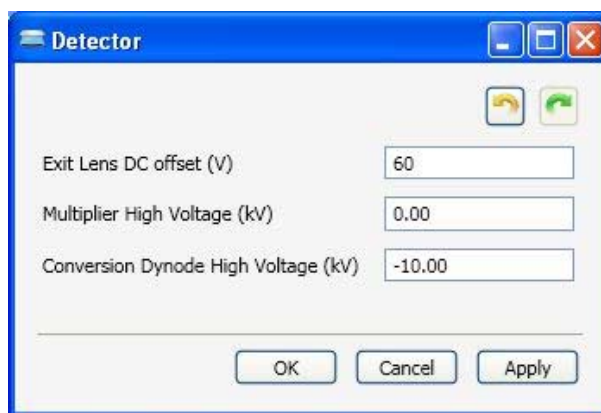 Detector
Exit Lens DC offset (V) 60
Multiplier High Voltage (kV) 0.00
Conversion Dynode High Voltage (kV) -10.00
OK Cancel Apply